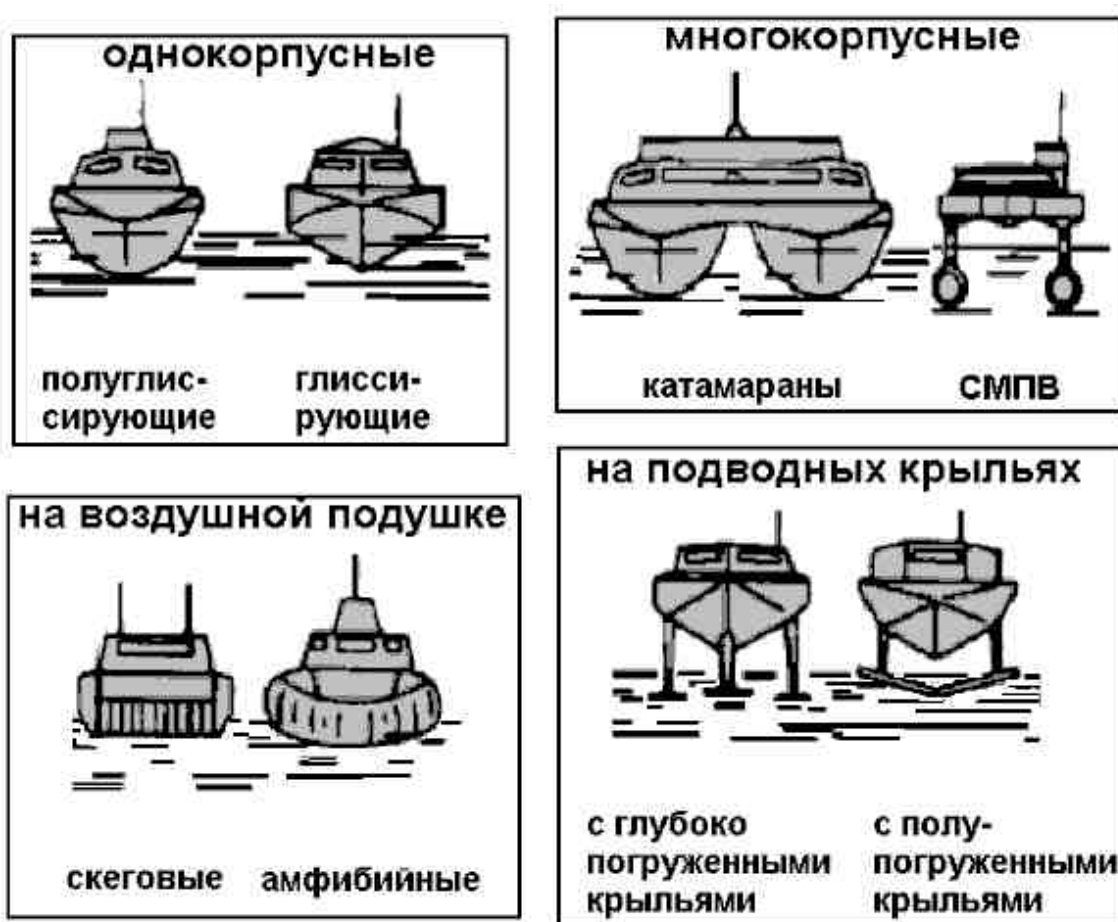 однокорпусные
полуглис-
сирующие
глисси-
рующие
многокорпусные
катамараны
СМПВ
на воздушной подушке
скеговые
амфибийные
на подводных крыльях
с глубоко
погруженными
крыльями
с полу-
погруженными
крыльями